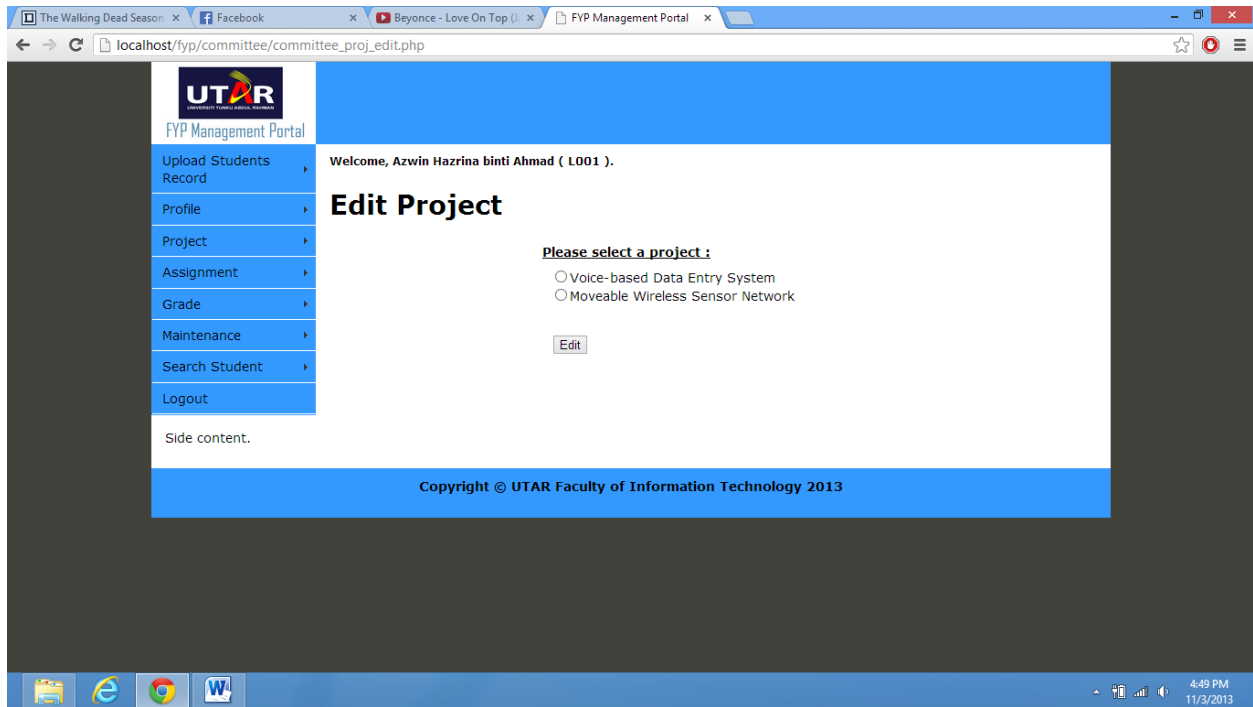 The Walking Dead Season
Facebook
Beyonce - Love On Top (J
FYP Management Portal
localhost/fyp/committee/committee_proj_edit.php
UTAR
UNIVERSITI TUNKU ABDUL RAHMAN
FYP Management Portal
Upload Students
Record
Profile
Project
Assignment
Grade
Maintenance
Search Student
Logout
Side content.
Welcome, Azwin Hazrina binti Ahmad ( L001 ).
Edit Project
Please select a project :
Voice-based Data Entry System
Moveable Wireless Sensor Network
Edit
Copyright © UTAR Faculty of Information Technology 2013
4:49 PM
11/3/2013